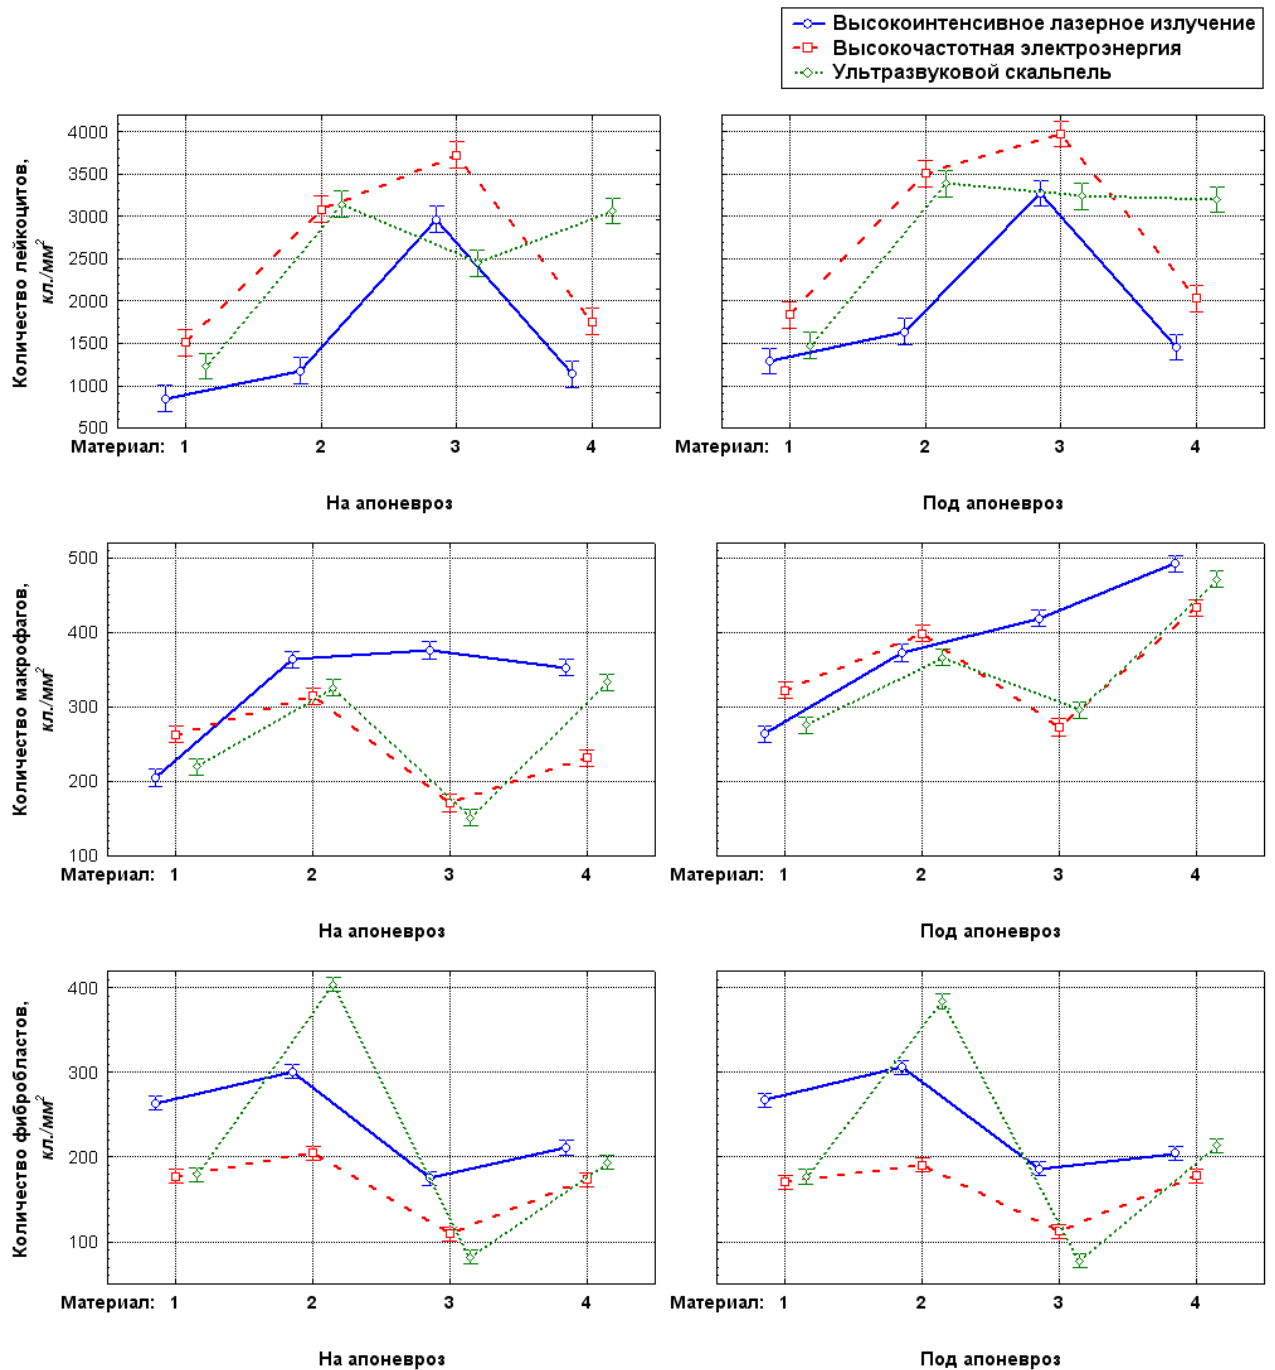 Высокоинтенсивное лазерное излучение
Высокочастотная электроэнергия
Ультразвуковой скальпель
Количество лейкоцитов,
кл./мм²
4000
3500
3000
2500
2000
1500
1000
500
Материал: 1 2 3 4
Материал: 1 2 3 4
На апоневроз
Под апоневроз
Количество макрофагов,
кл./мм²
500
400
300
200
100
Материал: 1 2 3 4
Материал: 1 2 3 4
На апоневроз
Под апоневроз
Количество фибробластов,
кл./мм²
400
300
200
100
Материал: 1 2 3 4
Материал: 1 2 3 4
На апоневроз
Под апоневроз